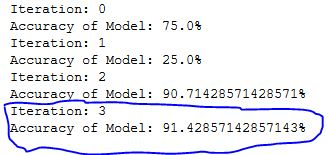 Iteration: 0
Accuracy of Model: 75.0%
Iteration: 1
Accuracy of Model: 25.0%
Iteration: 2
Accuracy of Model: 90.71428571428571%
Iteration: 3
Accuracy of Model: 91.42857142857143%